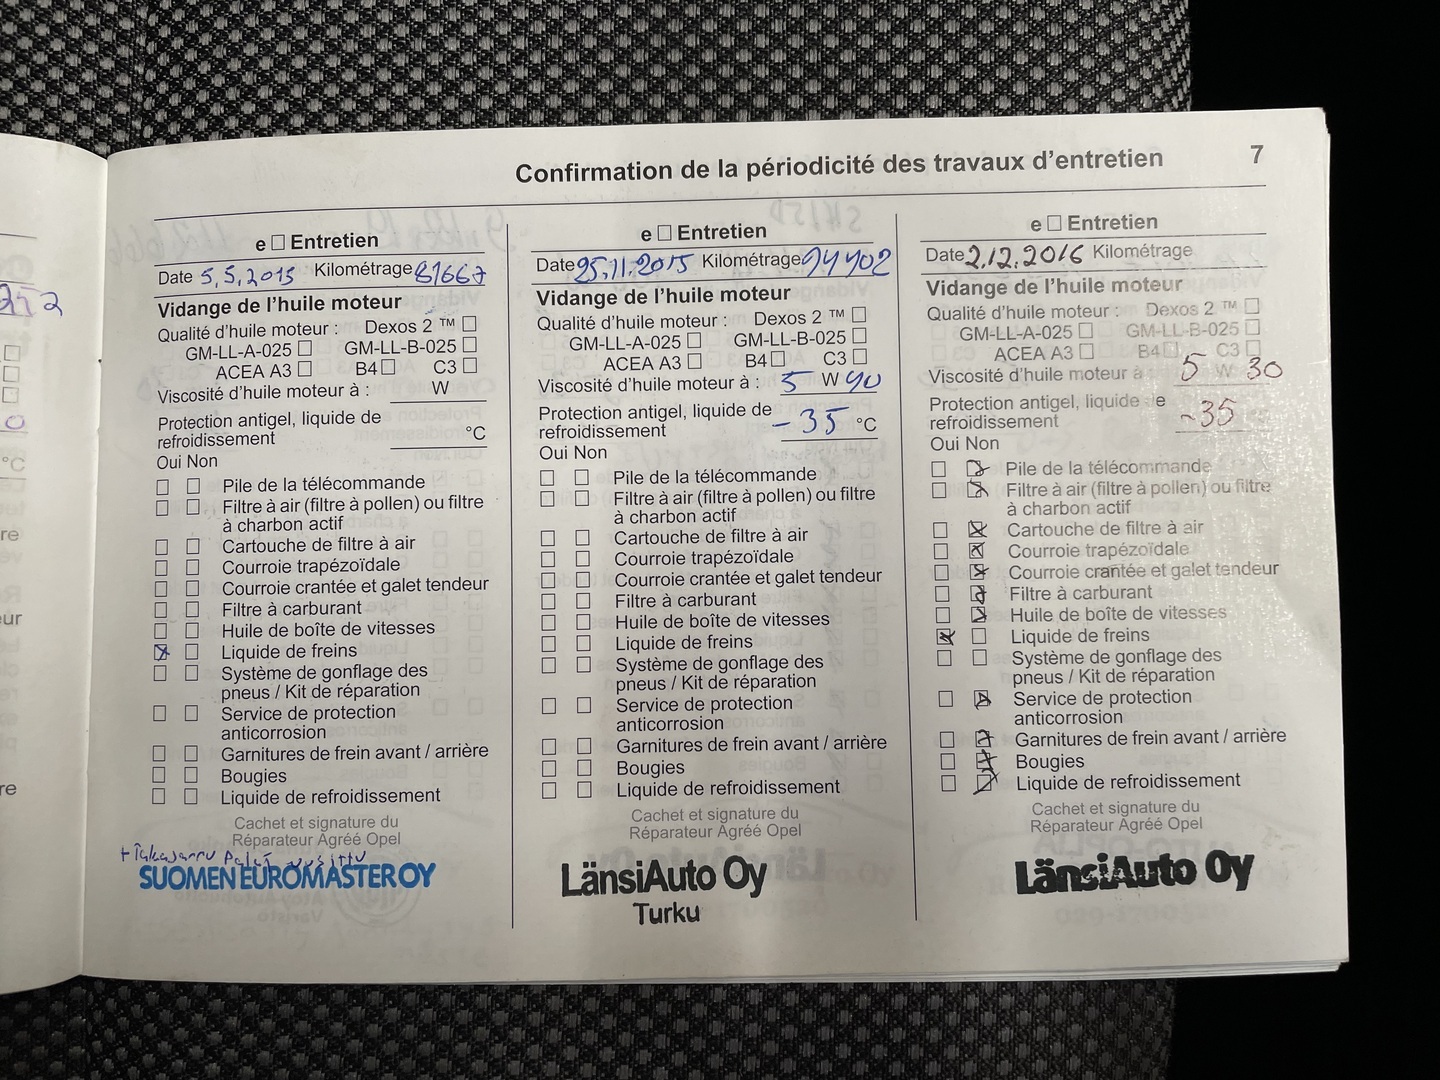 Confirmation de la périodicité des travaux d'entretien 7
e □ Entretien
Date 5,5,2015 Kilométrage 81667
Vidange de l'huile moteur
Qualité d'huile moteur : Dexos 2 ™ □
GM-LL-A-025 □ GM-LL-B-025 □
ACEA A3 □ B4 □ C3 □
Viscosité d'huile moteur à : W
Protection antigel, liquide de
refroidissement °C
Oui Non
□ □ Pile de la télécommande
□ □ Filtre à air (filtre à pollen) ou filtre
à charbon actif
□ □ Cartouche de filtre à air
□ □ Courroie trapézoïdale
□ □ Courroie crantée et galet tendeur
□ □ Filtre à carburant
□ □ Huile de boîte de vitesses
☒ □ Liquide de freins
□ □ Système de gonflage des
pneus / Kit de réparation
□ □ Service de protection
anticorrosion
□ □ Garnitures de frein avant / arrière
□ □ Bougies
□ □ Liquide de refroidissement
Cachet et signature du
Réparateur Agréé Opel
SUOMEN EUROMASTER OY
e □ Entretien
Date 25.11.2015 Kilométrage 94402
Vidange de l'huile moteur
Qualité d'huile moteur : Dexos 2 ™ □
GM-LL-A-025 □ GM-LL-B-025 □
ACEA A3 □ B4 □ C3 □
Viscosité d'huile moteur à : 5 W 40
Protection antigel, liquide de
refroidissement -35 °C
Oui Non
□ □ Pile de la télécommande
□ □ Filtre à air (filtre à pollen) ou filtre
à charbon actif
□ □ Cartouche de filtre à air
□ □ Courroie trapézoïdale
□ □ Courroie crantée et galet tendeur
□ □ Filtre à carburant
□ □ Huile de boîte de vitesses
□ □ Liquide de freins
□ □ Système de gonflage des
pneus / Kit de réparation
□ □ Service de protection
anticorrosion
□ □ Garnitures de frein avant / arrière
□ □ Bougies
□ □ Liquide de refroidissement
Cachet et signature du
Réparateur Agréé Opel
LänsiAuto Oy
Turku
e □ Entretien
Date 2.12.2016 Kilométrage
Vidange de l'huile moteur
Qualité d'huile moteur : Dexos 2 ™ □
GM-LL-A-025 □ GM-LL-B-025 □
ACEA A3 □ B4 □ C3 □
Viscosité d'huile moteur à : 5 W 30
Protection antigel, liquide de
refroidissement -35
Oui Non
□ ☒ Pile de la télécommande
□ ☒ Filtre à air (filtre à pollen) ou filtre
à charbon actif
□ ☒ Cartouche de filtre à air
□ ☒ Courroie trapézoïdale
□ ☒ Courroie crantée et galet tendeur
□ ☒ Filtre à carburant
□ ☒ Huile de boîte de vitesses
☒ □ Liquide de freins
□ □ Système de gonflage des
pneus / Kit de réparation
□ ☒ Service de protection
anticorrosion
□ ☒ Garnitures de frein avant / arrière
□ ☒ Bougies
□ ☒ Liquide de refroidissement
Cachet et signature du
Réparateur Agréé Opel
LänsiAuto Oy